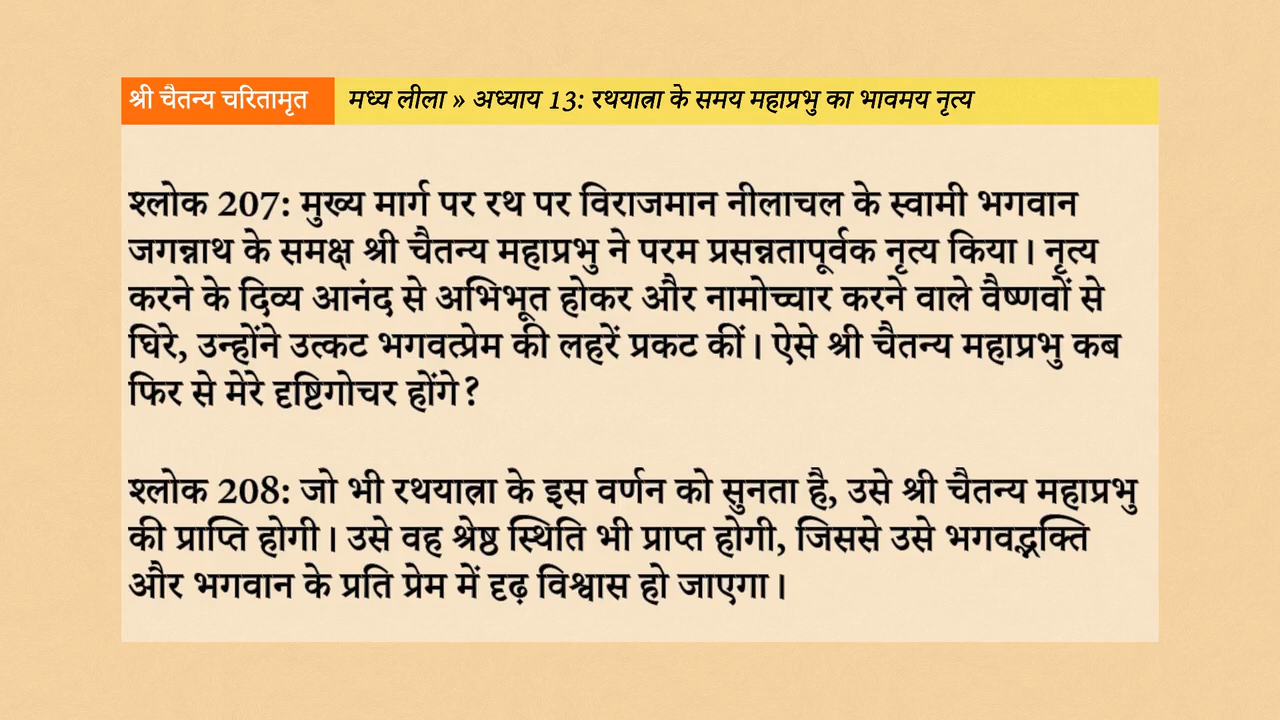 श्री चैतन्य चरितामृत
मध्य लीला » अध्याय 13: रथयात्रा के समय महाप्रभु का भावमय नृत्य
श्लोक 207: मुख्य मार्ग पर रथ पर विराजमान नीलाचल के स्वामी भगवान
जगन्नाथ के समक्ष श्री चैतन्य महाप्रभु ने परम प्रसन्नतापूर्वक नृत्य किया। नृत्य
करने के दिव्य आनंद से अभिभूत होकर और नामोच्चार करने वाले वैष्णवों से
घिरे, उन्होंने उत्कट भगवत्प्रेम की लहरें प्रकट कीं। ऐसे श्री चैतन्य महाप्रभु कब
फिर से मेरे दृष्टिगोचर होंगे?
श्लोक 208: जो भी रथयात्रा के इस वर्णन को सुनता है, उसे श्री चैतन्य महाप्रभु
की प्राप्ति होगी। उसे वह श्रेष्ठ स्थिति भी प्राप्त होगी, जिससे उसे भगवद्भक्ति
और भगवान के प्रति प्रेम में दृढ़ विश्वास हो जाएगा।